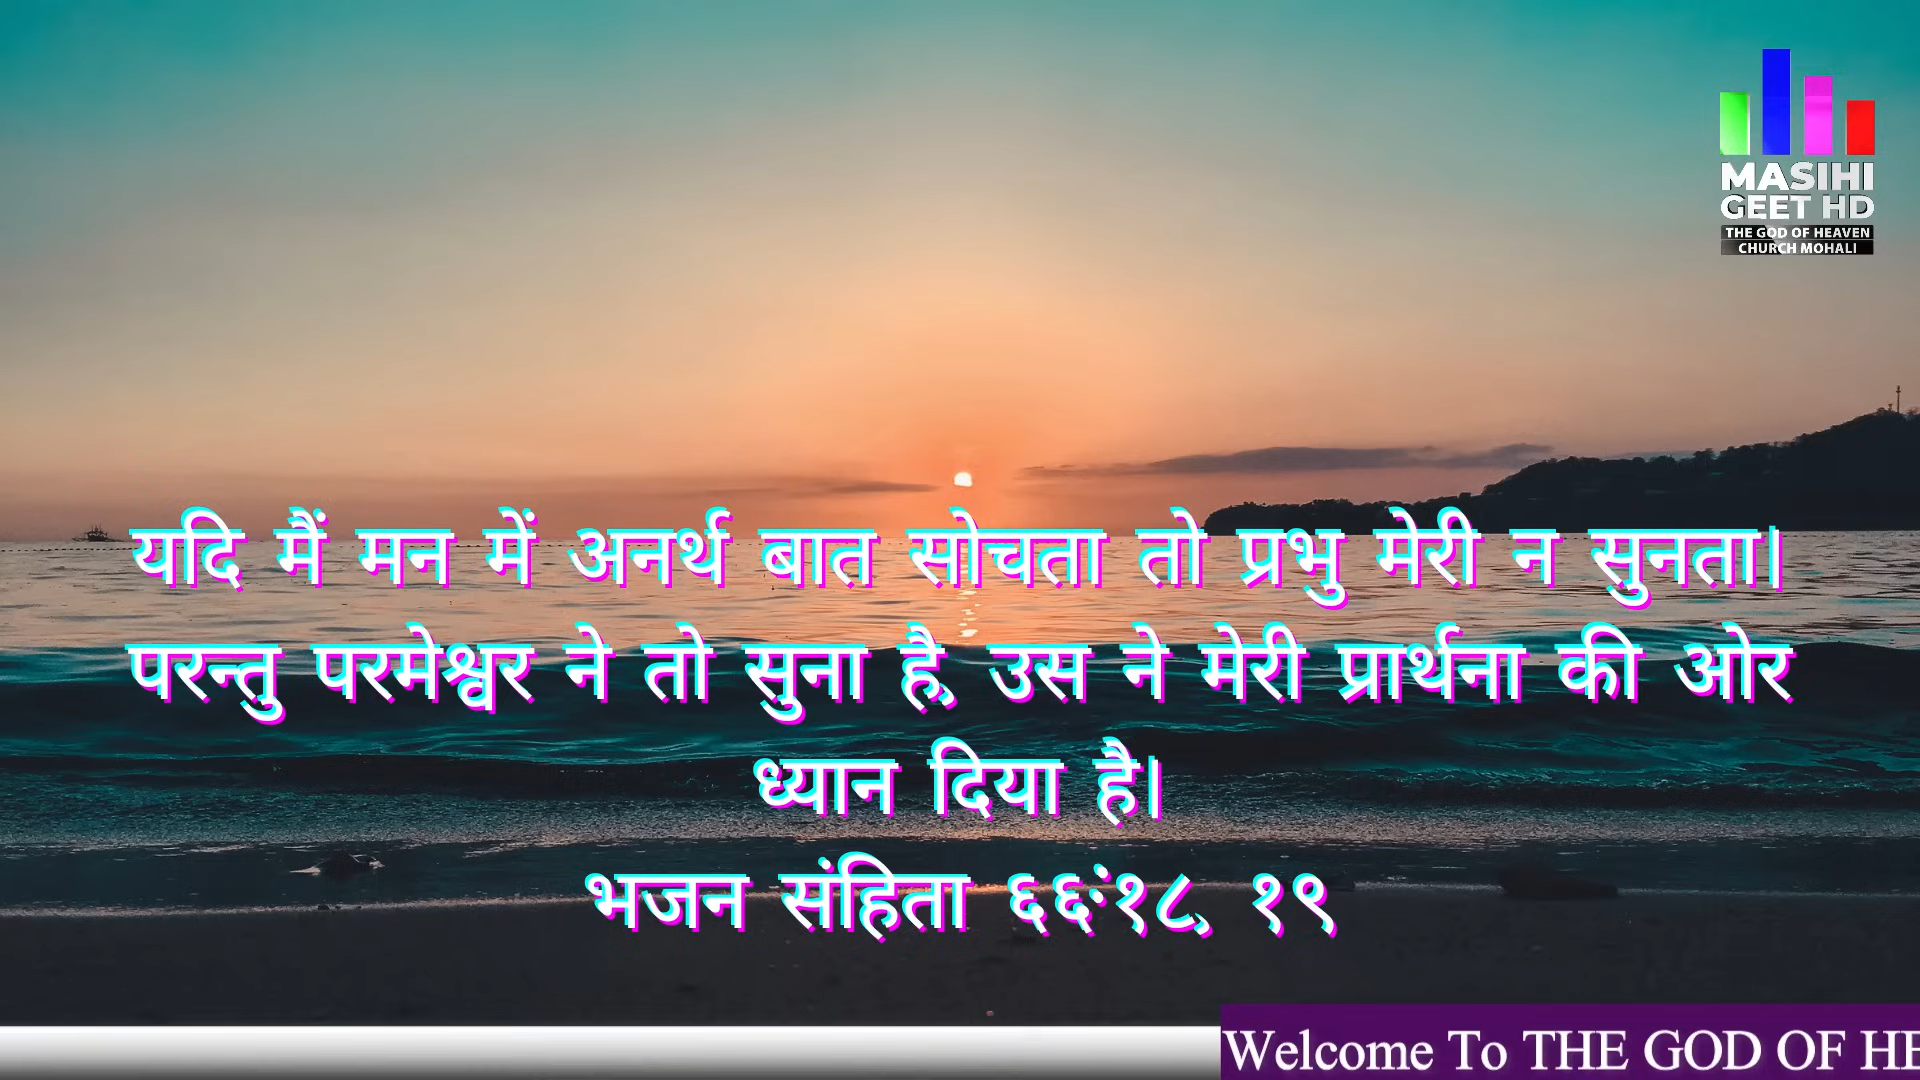 MASIHI
GEET HD
THE GOD OF HEAVEN
CHURCH MOHALI
यदि मैं मन में अनर्थ बात सोचता तो प्रभु मेरी न सुनता।
परन्तु परमेश्वर ने तो सुना है, उस ने मेरी प्रार्थना की ओर
ध्यान दिया है।
भजन संहिता ६६:१८, १९
Welcome To THE GOD OF HE